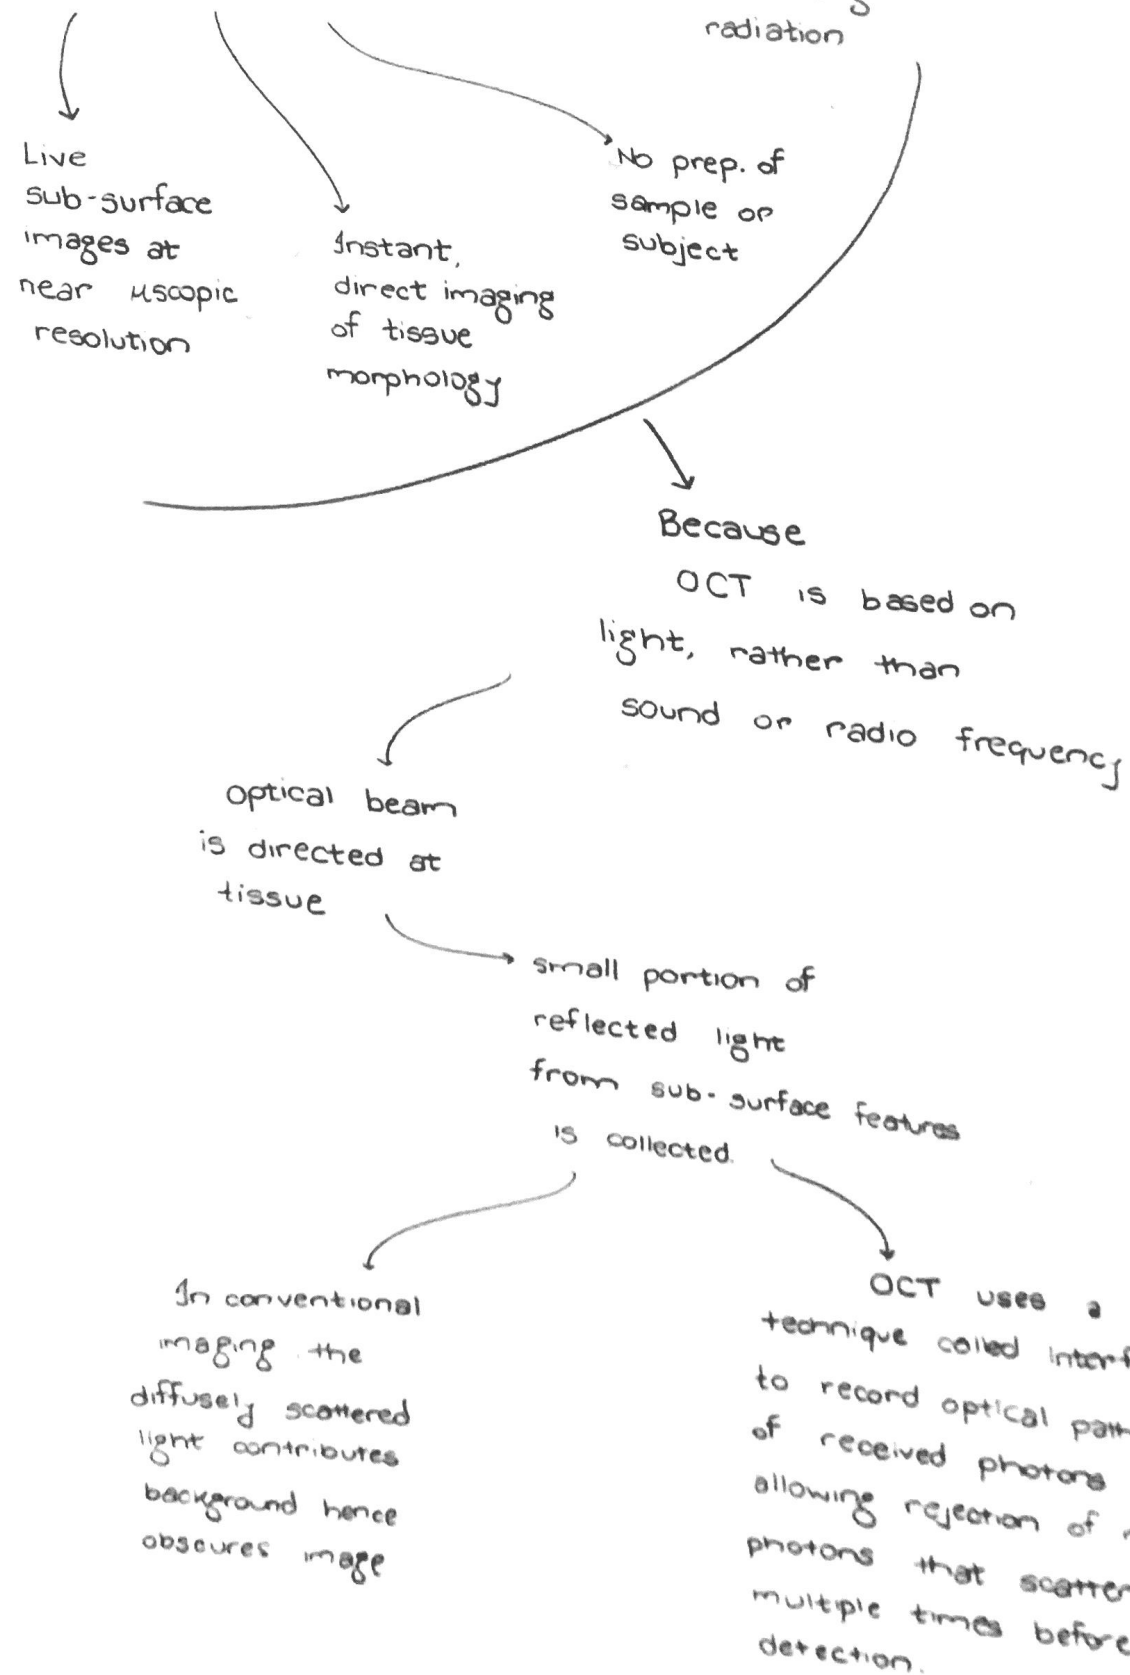 radiation
Live
sub-surface
images at
near μscopic
resolution
Instant,
direct imaging
of tissue
morphology
No prep. of
sample or
subject
Because
OCT is based on
light, rather than
sound or radio frequency
optical beam
is directed at
tissue
small portion of
reflected light
from sub-surface features
is collected.
In conventional
imaging the
diffusely scattered
light contributes
background hence
obscures image
OCT uses a
technique called
to record optical
of received photons
allowing rejection of
photons that
multiple times before
detection.